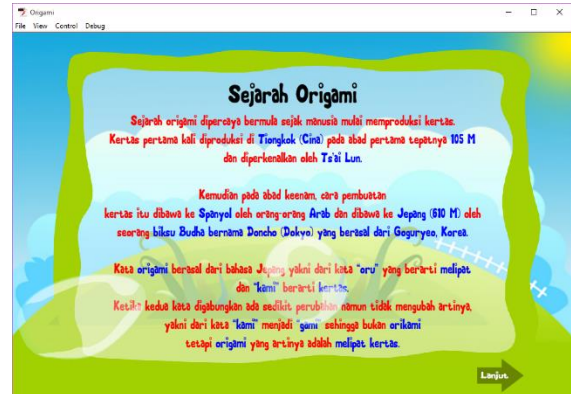 Origami
File View Control Debug
Sejarah Origami
Sejarah origami dipercaya bermula sejak manusia mulai memproduksi kertas.
Kertas pertama kali diproduksi di Tiongkok (Cina) pada abad pertama tepatnya 105 M
dan diperkenalkan oleh Ts'ai Lun.
Kemudian pada abad keenam, cara pembuatan
kertas itu dibawa ke Spanyol oleh orang-orang Arab dan dibawa ke Jepang (610 M) oleh
seorang biksu Budha bernama Doncho (Dokyo) yang berasal dari Goguryeo, Korea.
Kata origami berasal dari bahasa Jepang yakni dari kata "oru" yang berarti melipat
dan "kami" berarti kertas.
Ketika kedua kata digabungkan ada sedikit perubahan namun tidak mengubah artinya,
yakni dari kata "kami" menjadi "gami" sehingga bukan orikami
tetapi origami yang artinya adalah melipat kertas.
Lanjut